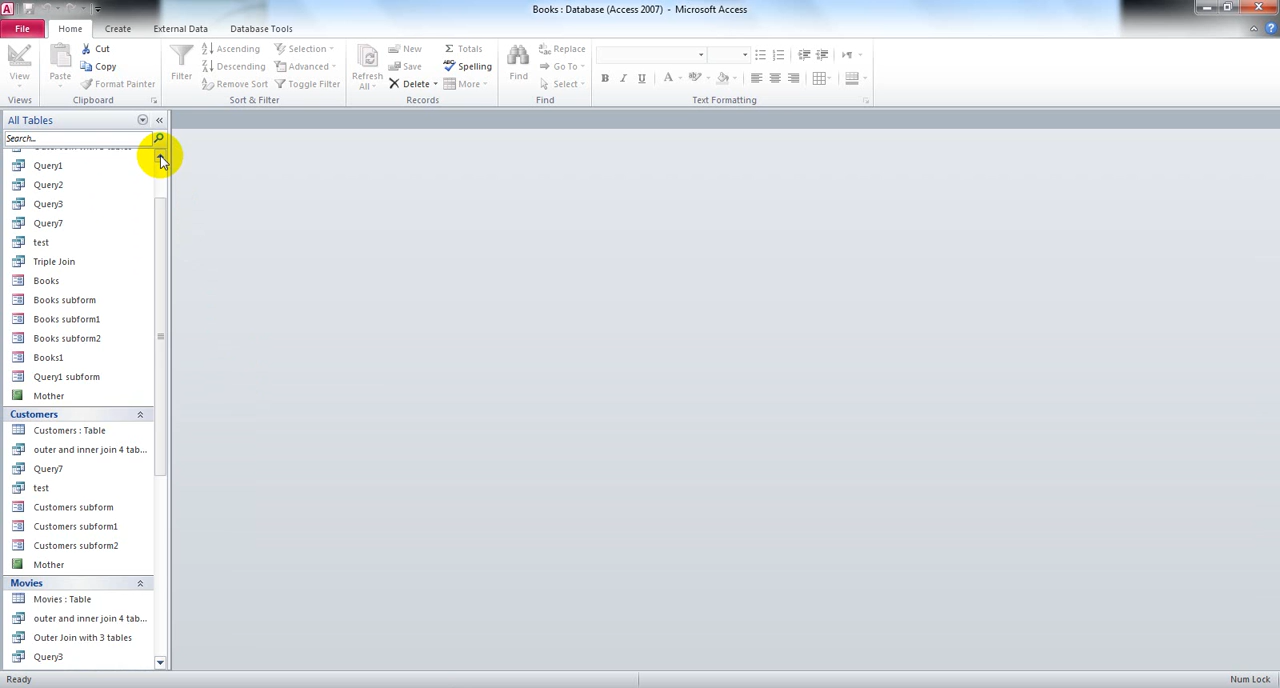 Books : Database (Access 2007) - Microsoft Access
File Home Create External Data Database Tools
View
Views
Paste
Cut
Copy
Format Painter
Clipboard
Filter
Ascending
Descending
Remove Sort
Selection
Advanced
Toggle Filter
Sort & Filter
Refresh
All
New
Save
Delete
Totals
Spelling
More
Records
Find
Replace
Go To
Select
Find
B I U A
Text Formatting
All Tables
Search...
Outer Join with 3 tables
Query1
Query2
Query3
Query7
test
Triple Join
Books
Books subform
Books subform1
Books subform2
Books1
Query1 subform
Mother
Customers
Customers : Table
outer and inner join 4 tab...
Query7
test
Customers subform
Customers subform1
Customers subform2
Mother
Movies
Movies : Table
outer and inner join 4 tab...
Outer Join with 3 tables
Query3
Ready
Num Lock